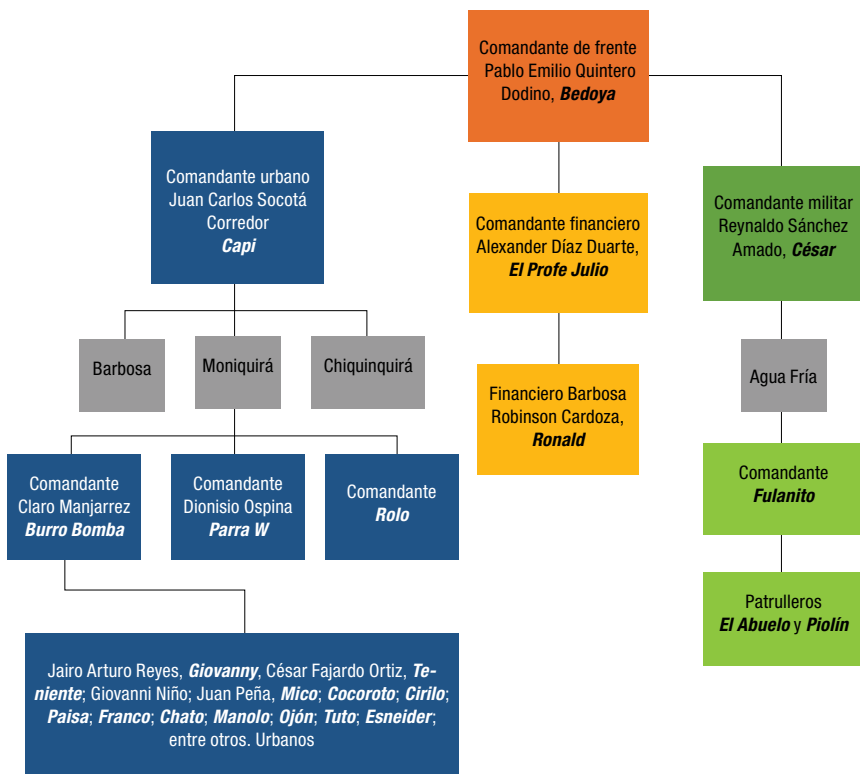 Comandante de frente
Pablo Emilio Quintero
Dodino, Bedoya
Comandante urbano
Juan Carlos Socotá
Corredor
Capi
Comandante financiero
Alexander Díaz Duarte,
El Profe Julio
Comandante militar
Reynaldo Sánchez
Amado, César
Barbosa
Moniquirá
Chiquinquirá
Financiero Barbosa
Robinson Cardoza,
Ronald
Agua Fría
Comandante
Claro Manjarrez
Burro Bomba
Comandante
Dionisio Ospina
Parra W
Comandante
Rolo
Comandante
Fulanito
Patrulleros
El Abuelo y Piolín
Jairo Arturo Reyes, Giovanny, César Fajardo Ortiz, Te-
niente; Giovanni Niño; Juan Peña, Mico; Cocoroto; Cirilo;
Paisa; Franco; Chato; Manolo; Ojón; Tuto; Esneider;
entre otros. Urbanos